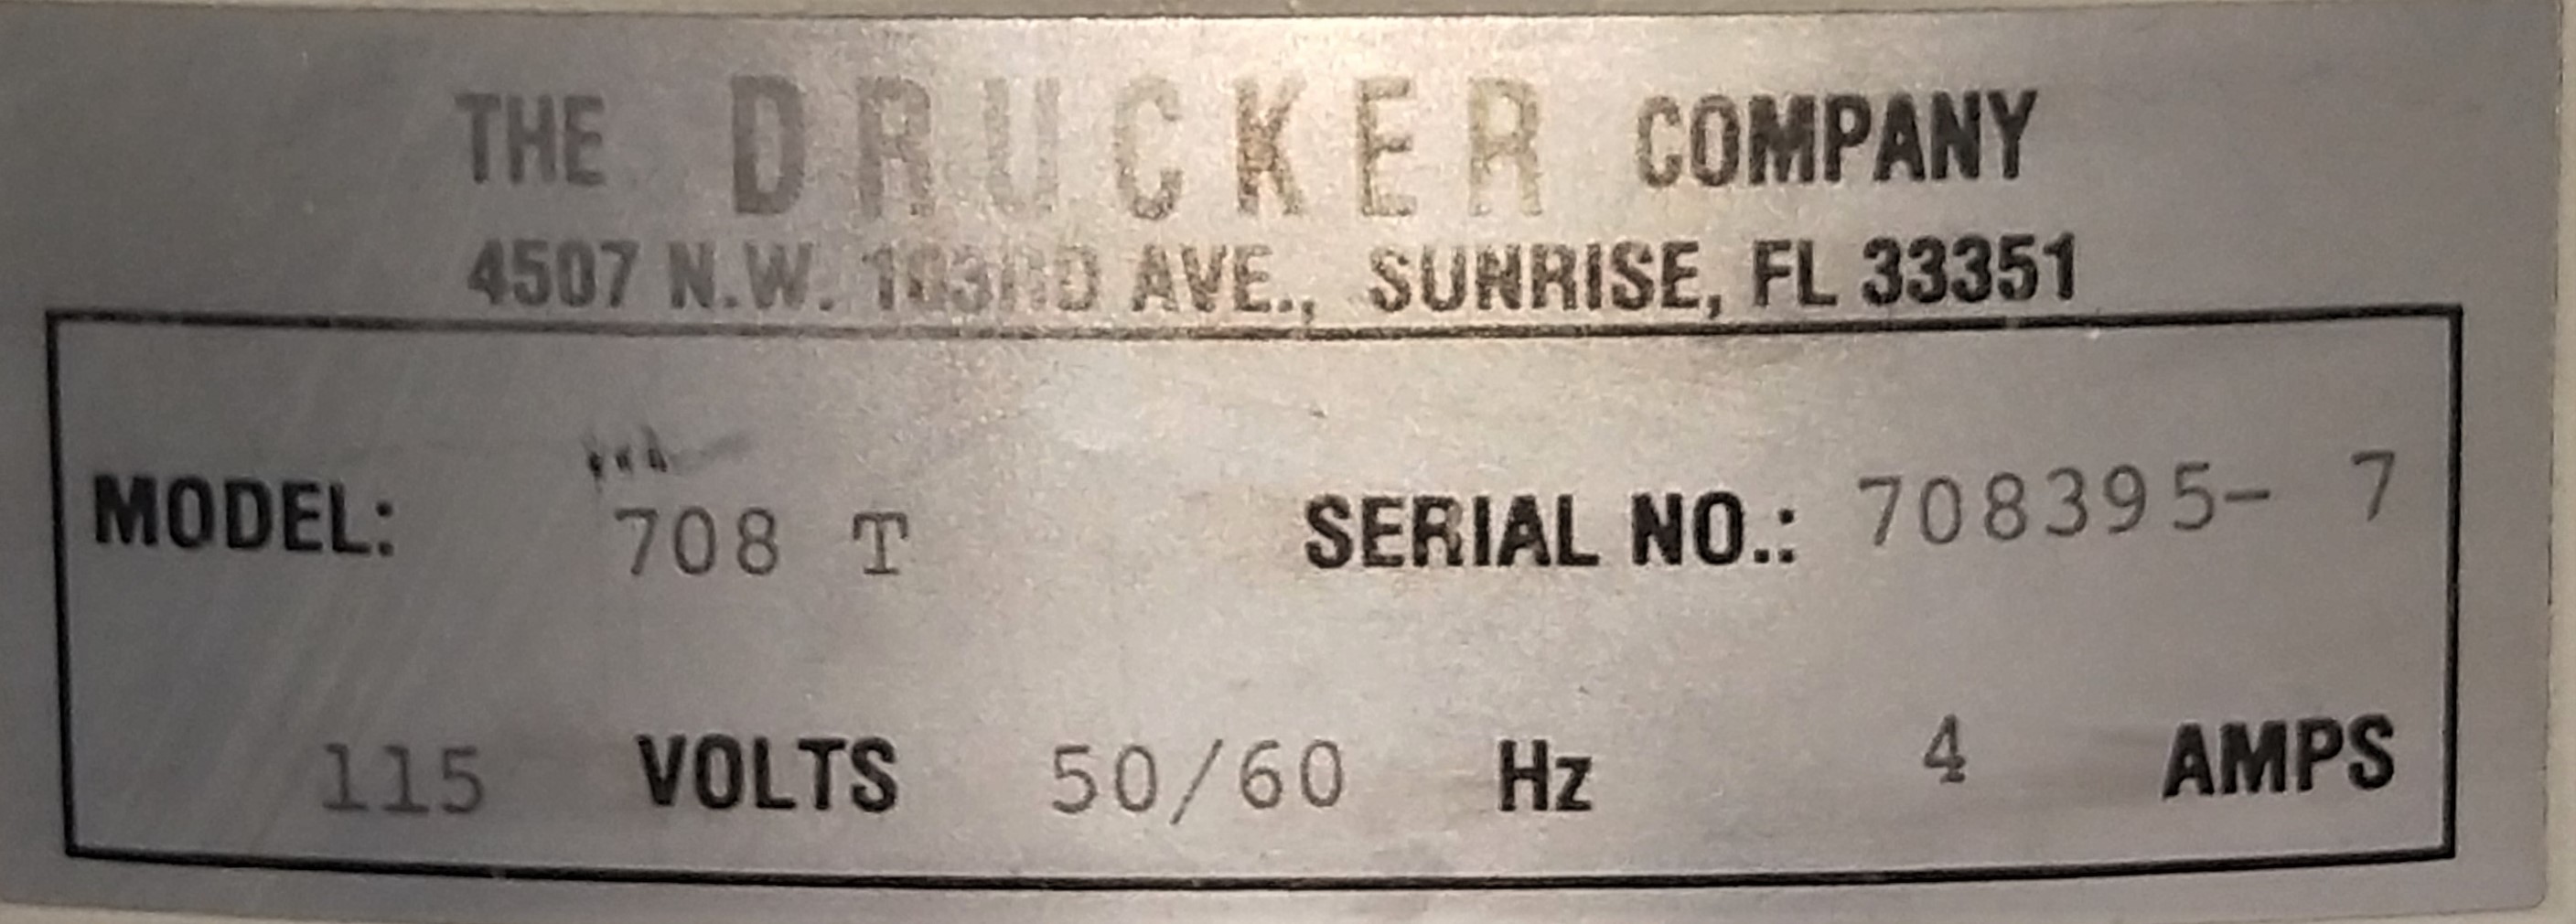 THE DRUCKER COMPANY
4507 N.W. 103RD AVE., SUNRISE, FL 33351
MODEL: 708 T SERIAL NO.: 708395- 7
115 VOLTS 50/60 Hz 4 AMPS